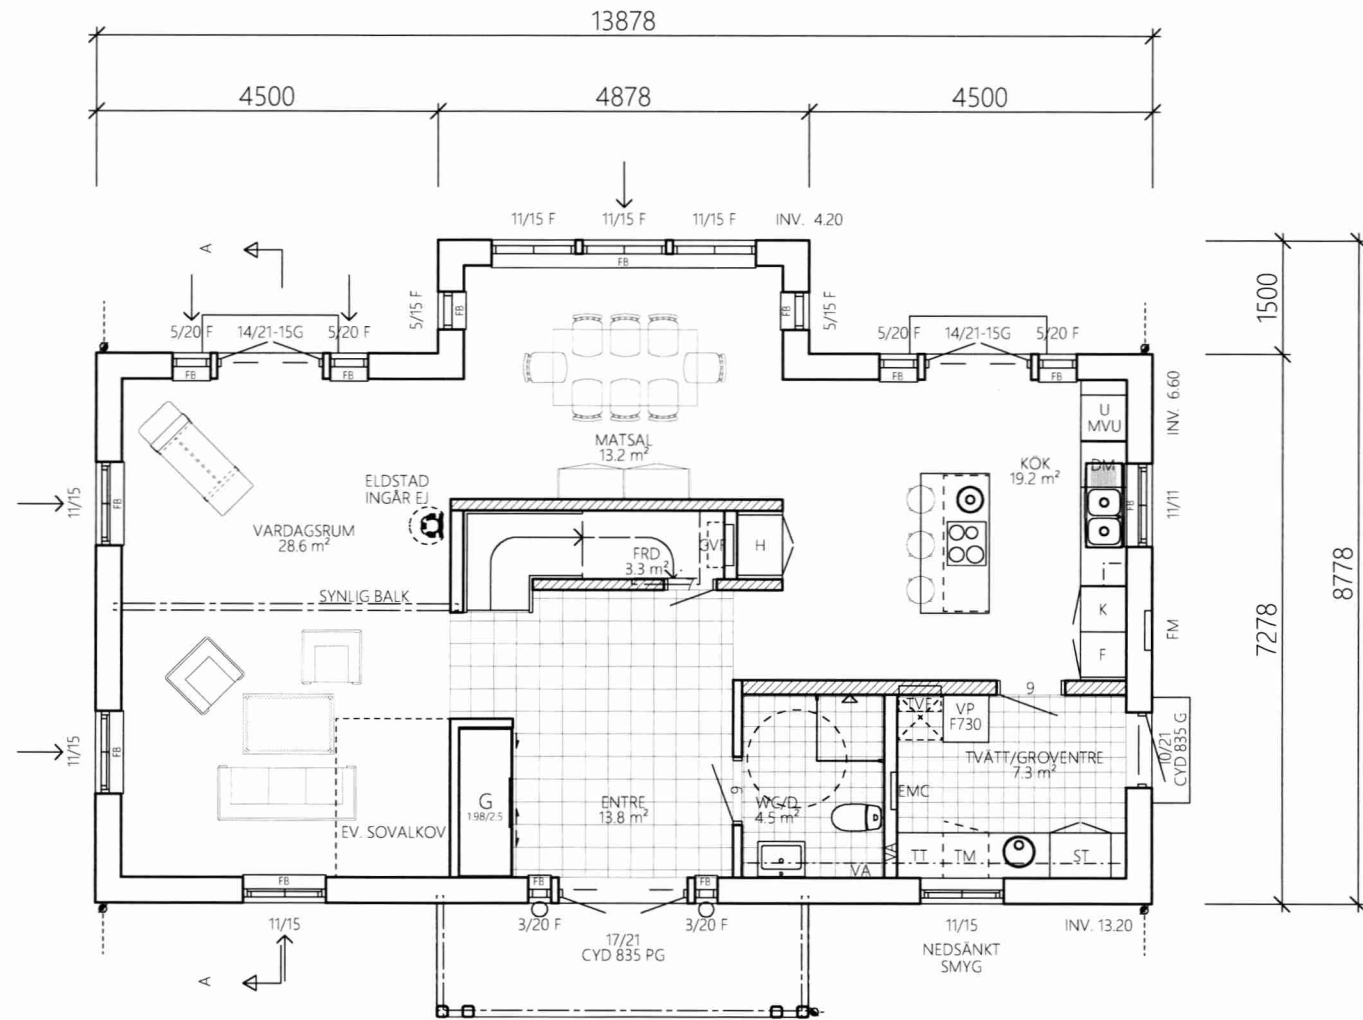 13878
4500
4878
4500
11/15 F
11/15 F
11/15 F
INV. 4.20
FB
A
5/15 F
FB
FB
5/15 F
1500
5/20 F
14/21-15G
5/20 F
5/20 F
14/21-15G
5/20 F
FB
FB
FB
FB
INV. 6.60
U
MVU
MATSAL
13.2 m²
KÖK
19.2 m²
DM
ELDSTAD
INGÅR EJ
11/15
FB
FB
11/11
VARDAGSRUM
28.6 m²
FRD
3.3 m²
GVF
H
7
8778
7278
SYNLIG BALK
K
FM
F
9
TVF
VP
F730
11/15
FB
TVÄTT/GROVENTRE
7.3 m²
10/21
CYD 835 G
G
1.98/2.5
ENTRE
13.8 m²
9
WC/D
4.5 m²
EMC
EV. SOVALKOV
VA
VA
TT
TM
ST
FB
FB
FB
11/15
3/20 F
3/20 F
11/15
INV. 13.20
17/21
CYD 835 PG
NEDSÄNKT
SMYG
A